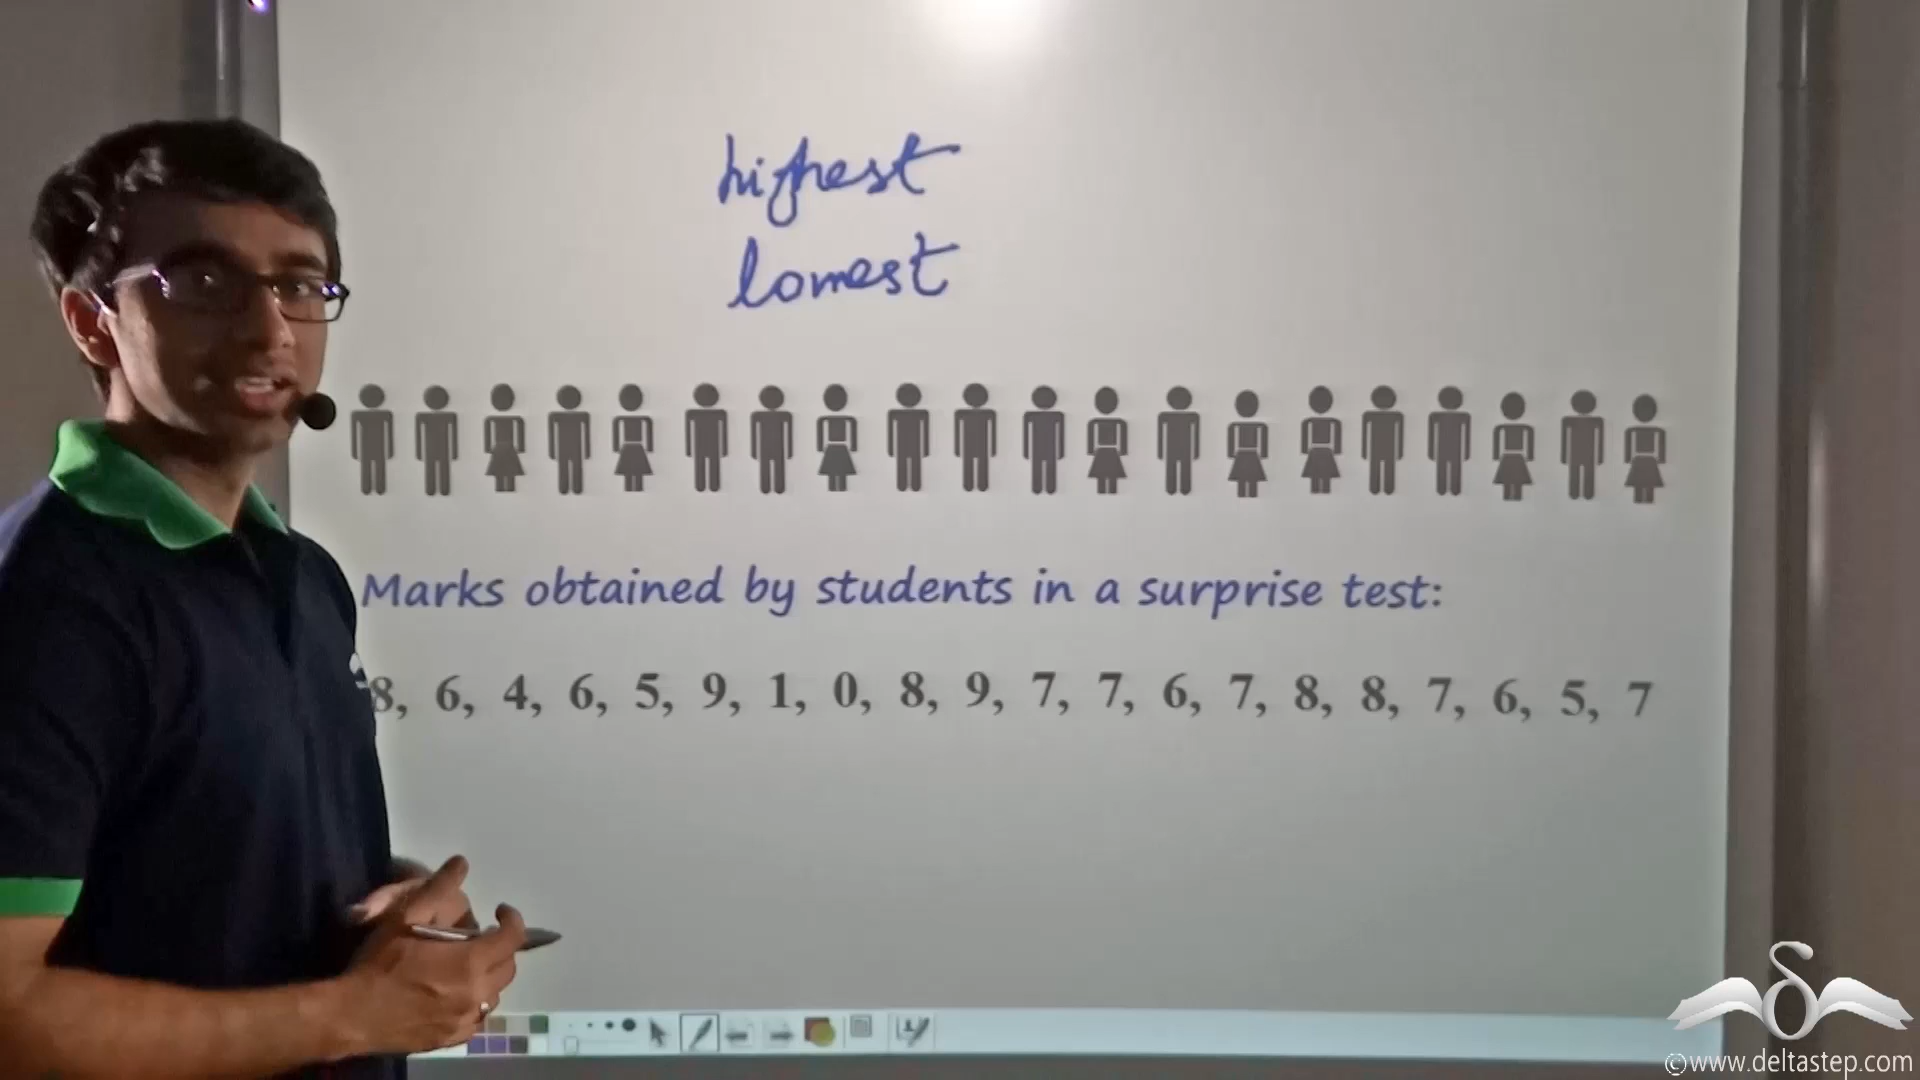 highest
lowest
Marks obtained by students in a surprise test:
8, 6, 4, 6, 5, 9, 1, 0, 8, 9, 7, 7, 6, 7, 8, 8, 7, 6, 5, 7
©www.deltastep.com